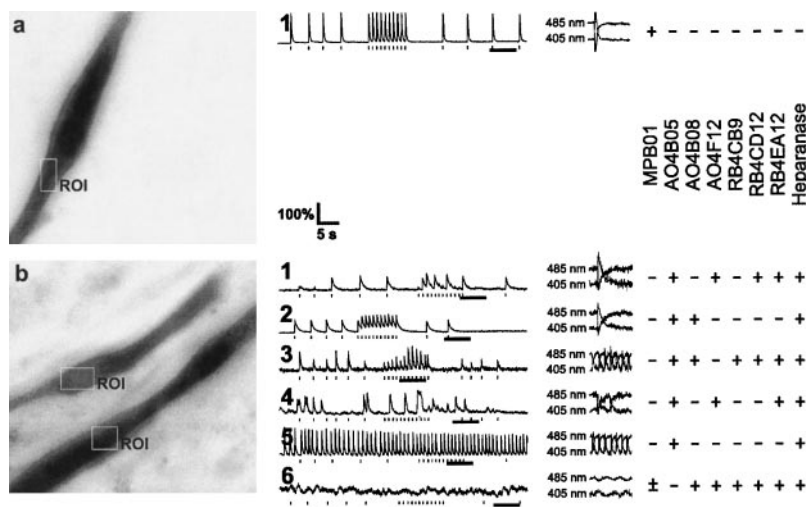 a
ROI
1
485 nm
405 nm
+ - - - - - - -
MPB01
AO4B05
AO4B08
AO4F12
RB4CB9
RB4CD12
RB4EA12
Heparanase
100%
5 s
b
ROI
ROI
1
485 nm
405 nm
- + - + - + + +
2
485 nm
405 nm
- + + - - - - +
3
485 nm
405 nm
- + + - + + + +
4
485 nm
405 nm
- + - + - - + +
5
485 nm
405 nm
- + - - - - - +
6
485 nm
405 nm
± - + + + + + +